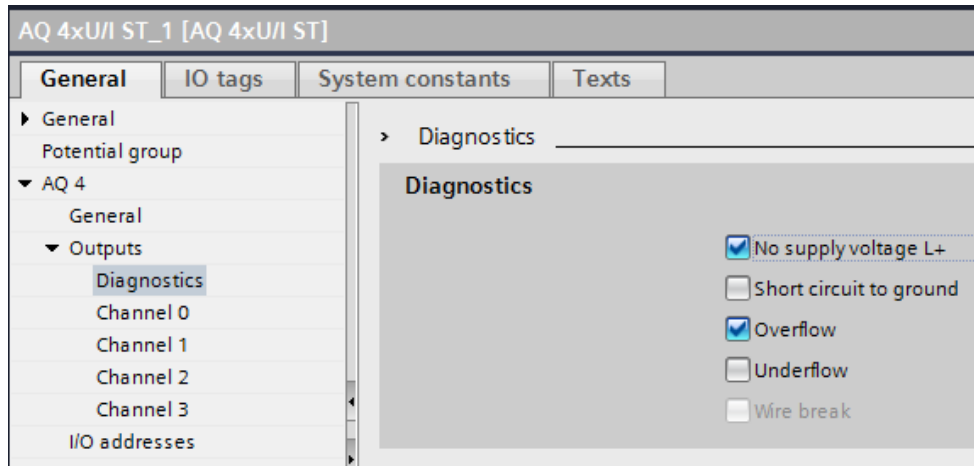 AQ 4xU/I ST_1 [AQ 4xU/I ST]
General IO tags System constants Texts
General
Potential group
AQ 4
General
Outputs
Diagnostics
Channel 0
Channel 1
Channel 2
Channel 3
I/O addresses
Diagnostics
Diagnostics
No supply voltage L+
Short circuit to ground
Overflow
Underflow
Wire break